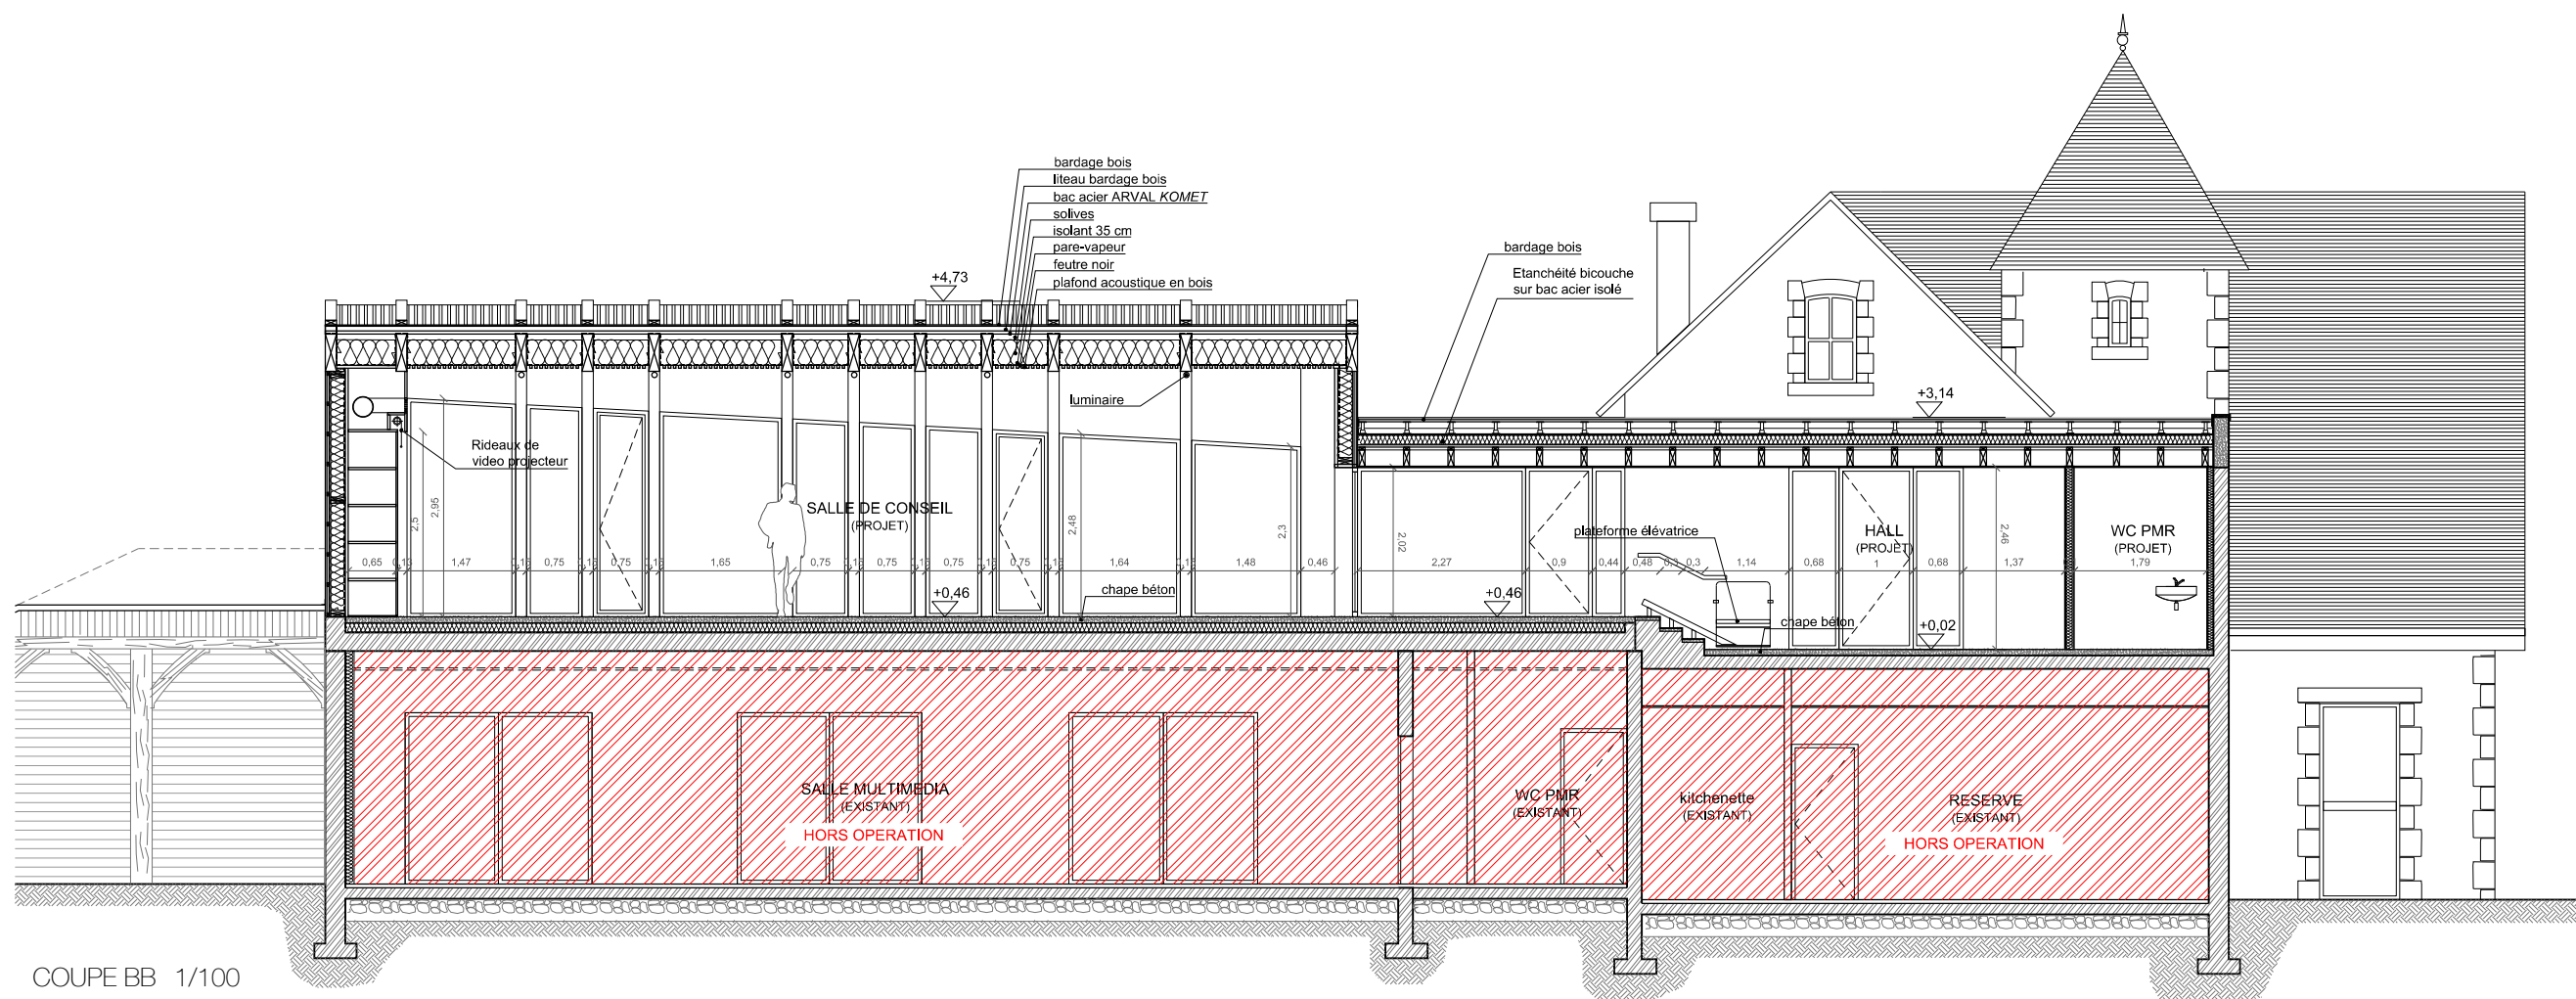 bardage bois
liteau bardage bois
bac acier ARVAL KOMET
solives
isolant 35 cm
pare-vapeur
feutre noir
plafond acoustique en bois
+4,73
bardage bois
Etanchéité bicouche
sur bac acier isolé
+3,14
luminaire
Rideaux de
video projecteur
2,5
2,95
SALLE DE CONSEIL
(PROJET)
2,48
2,3
2,02
plateforme élévatrice
HALL
(PROJET)
2,46
WC PMR
(PROJET)
0,65
1,47
0,75
0,75
1,65
0,75
0,75
0,75
0,75
1,64
1,48
0,46
2,27
0,9
0,44
0,48
0,3
0,3
1,14
0,68
1
0,68
1,37
1,79
+0,46
chape béton
+0,46
chape béton
+0,02
SALLE MULTIMEDIA
(EXISTANT)
HORS OPERATION
WC PMR
(EXISTANT)
kitchenette
(EXISTANT)
RESERVE
(EXISTANT)
HORS OPERATION
COUPE BB 1/100